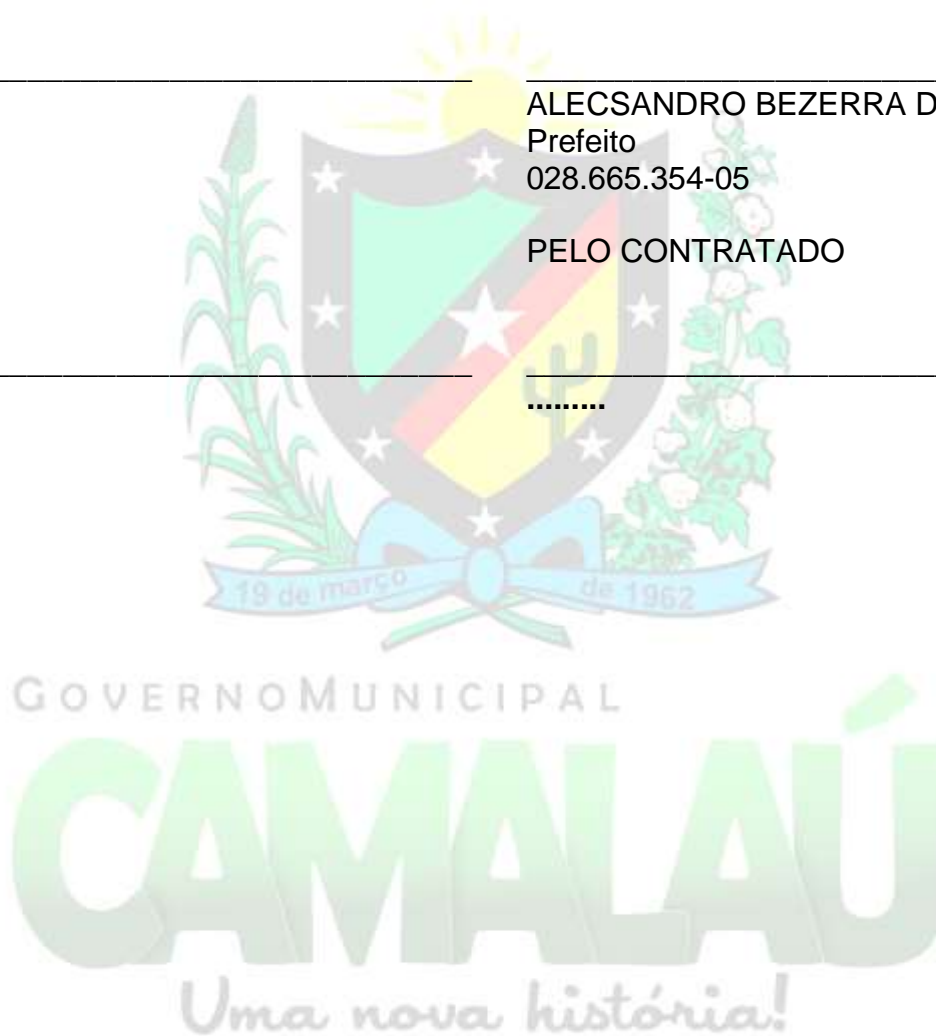 ALECSANDRO BEZERRA D
Prefeito
028.665.354-05
PELO CONTRATADO
.........
19 de março de 1962
GOVERNO MUNICIPAL
CAMALAÚ
Uma nova história!